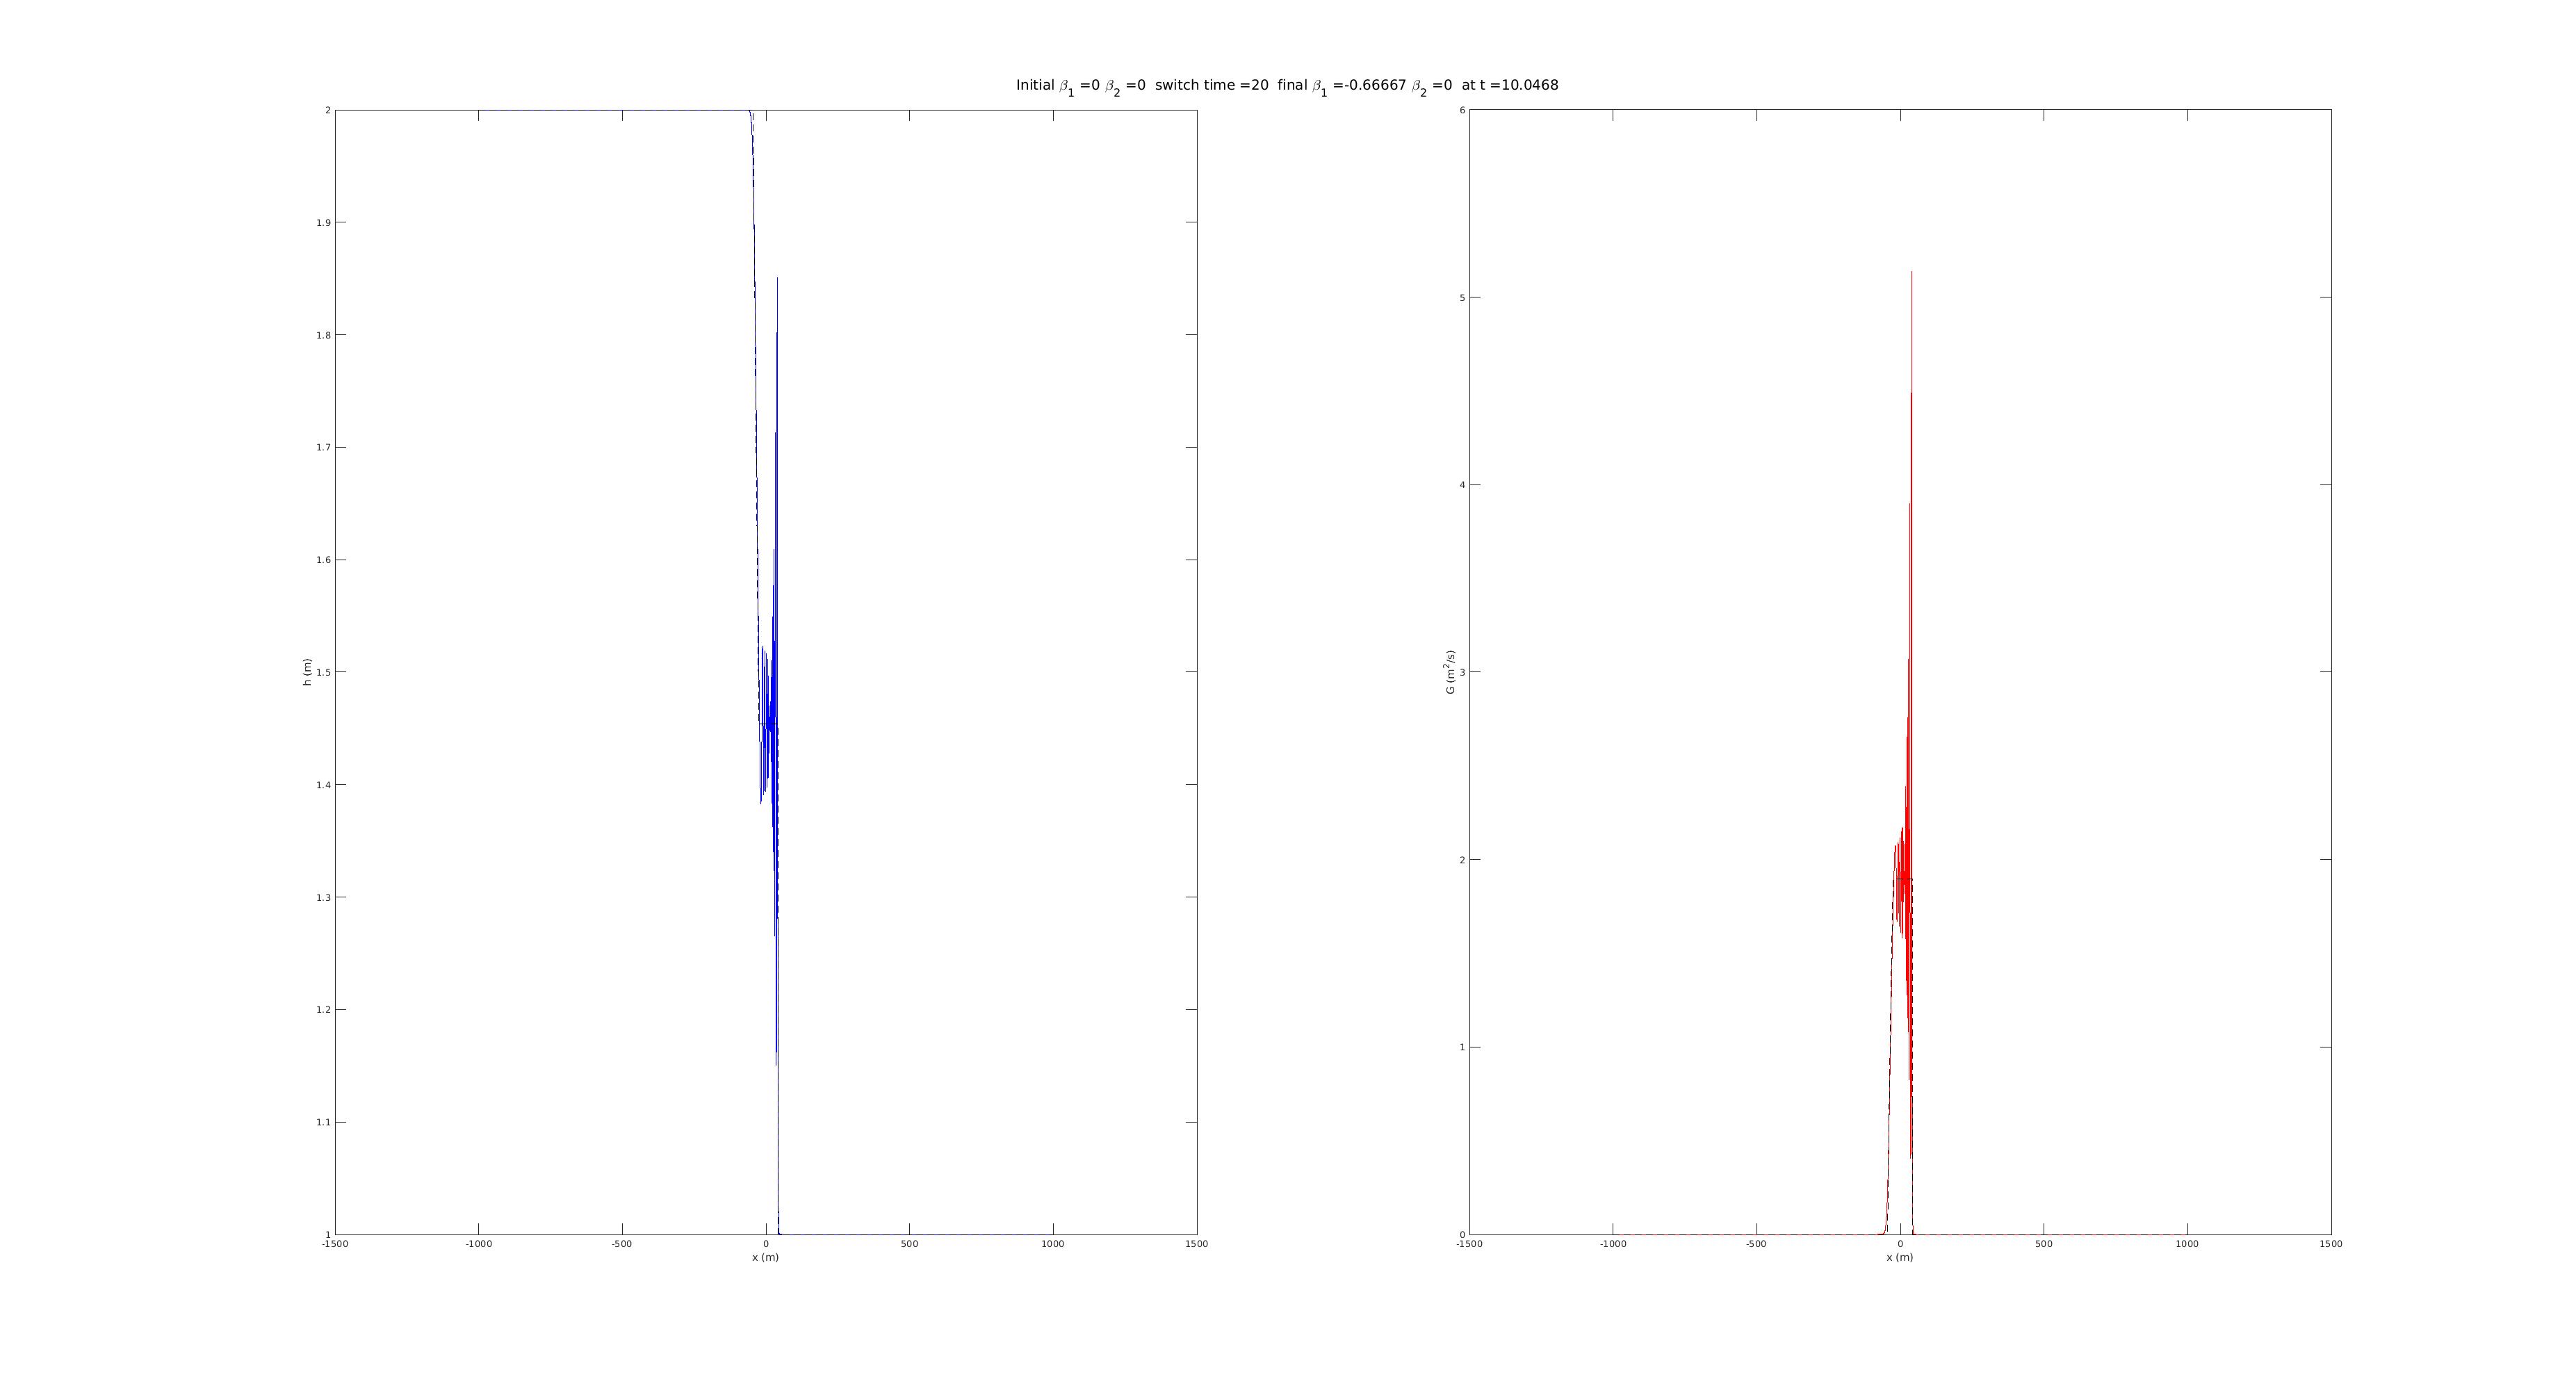 Initial β1 =0 β2 =0 switch time =20 final β1 =-0.66667 β2 =0 at t =10.0468
2
1.9
1.8
1.7
1.6
1.5
1.4
1.3
1.2
1.1
1
h (m)
-1500 -1000 -500 0 500 1000 1500
x (m)
6
5
4
3
2
1
0
G (m2/s)
-1500 -1000 -500 0 500 1000 1500
x (m)